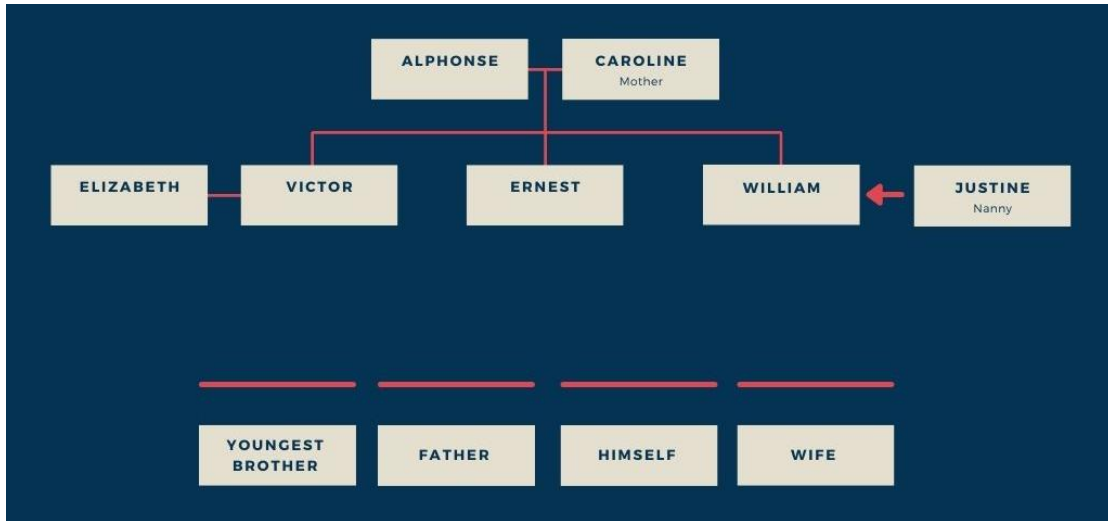 ALPHONSE
CAROLINE
Mother
ELIZABETH
VICTOR
ERNEST
WILLIAM
JUSTINE
Nanny
YOUNGEST
BROTHER
FATHER
HIMSELF
WIFE